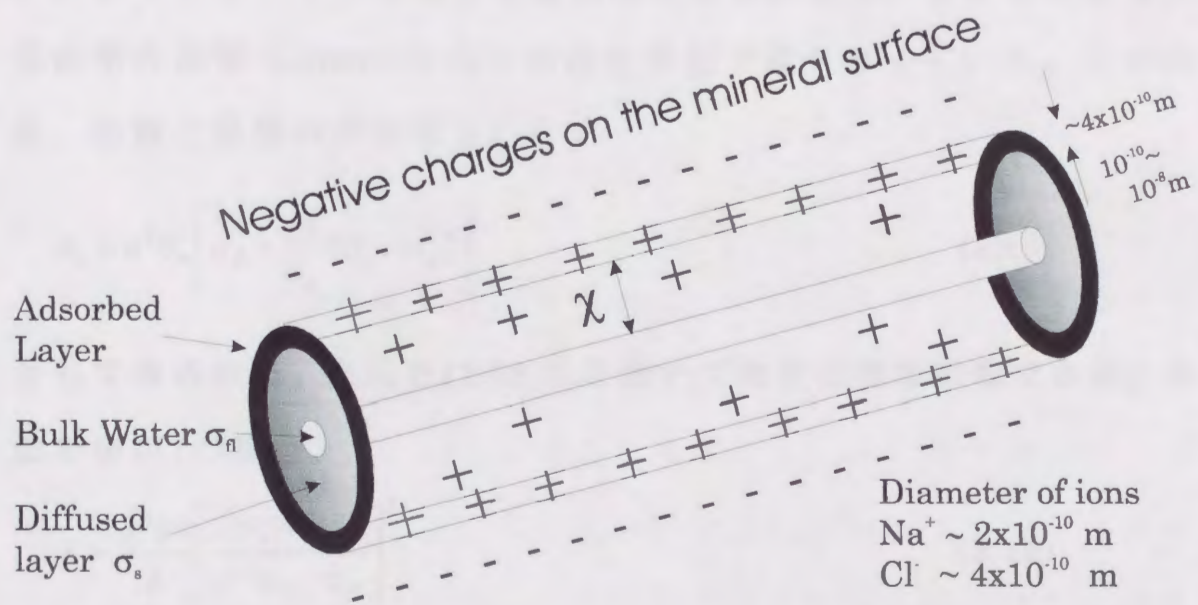 Negative charges on the mineral surface
~4x10⁻¹⁰m
10⁻¹⁰~
10⁻⁸m
Adsorbed
Layer
χ
Bulk Water σfl
Diffused
layer σs
Diameter of ions
Na⁺ ~ 2x10⁻¹⁰ m
Cl⁻ ~ 4x10⁻¹⁰ m